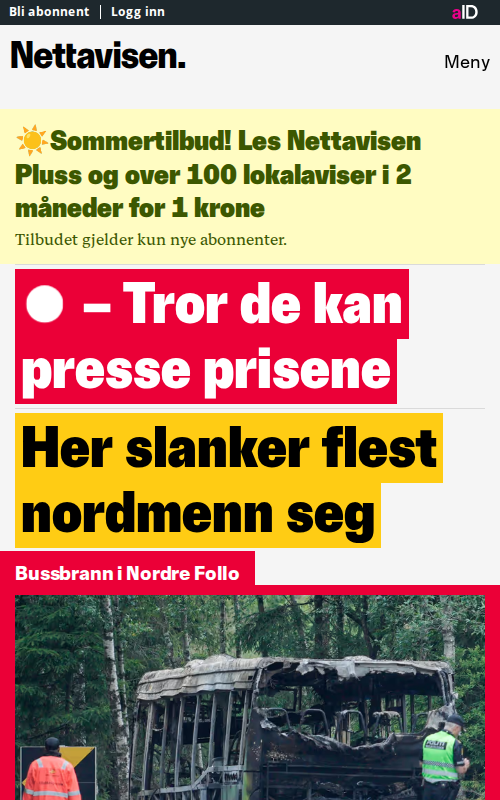 Bli abonnent
Logg inn
aID
Nettavisen.
Meny
☀️Sommertilbud! Les Nettavisen
Pluss og over 100 lokalaviser i 2
måneder for 1 krone
Tilbudet gjelder kun nye abonnenter.
– Tror de kan
presse prisene
Her slanker flest
nordmenn seg
Bussbrann i Nordre Follo